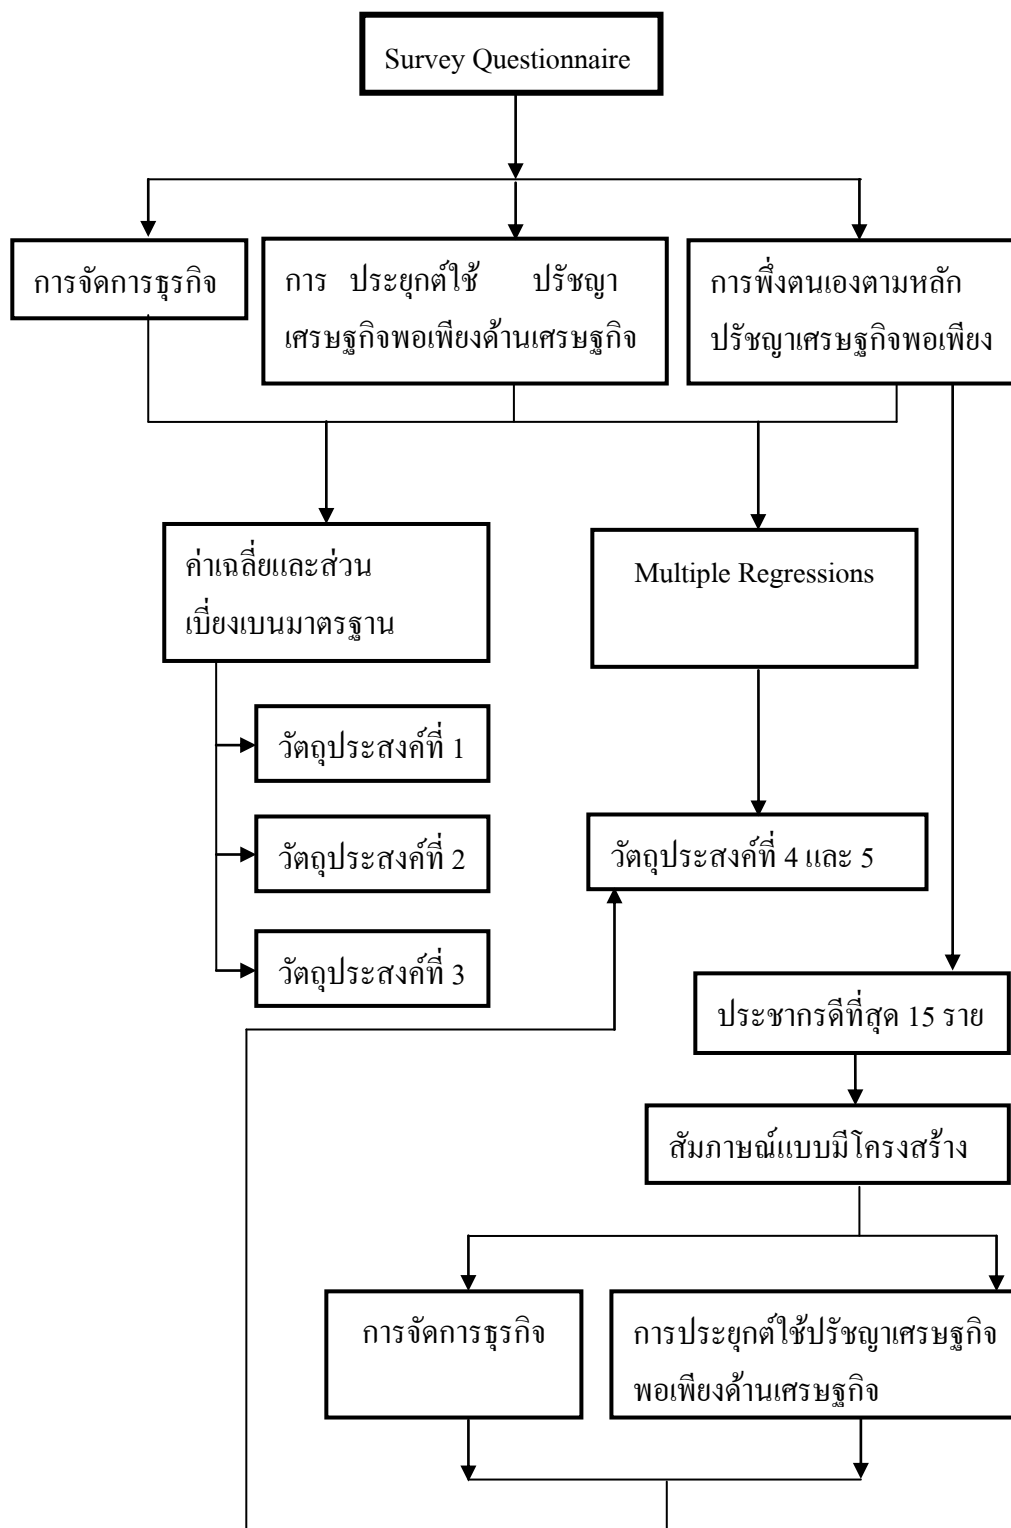 Survey Questionnaire
การจัดการธุรกิจ
การ ประยุกต์ใช้ ปรัชญา
เศรษฐกิจพอเพียงด้านเศรษฐกิจ
การพึ่งตนเองตามหลัก
ปรัชญาเศรษฐกิจพอเพียง
ค่าเฉลี่ยและส่วน
เบี่ยงเบนมาตรฐาน
Multiple Regressions
วัตถุประสงค์ที่ 1
วัตถุประสงค์ที่ 2
วัตถุประสงค์ที่ 3
วัตถุประสงค์ที่ 4 และ 5
ประชากรดีที่สุด 15 ราย
สัมภาษณ์แบบมีโครงสร้าง
การจัดการธุรกิจ
การประยุกต์ใช้ปรัชญาเศรษฐกิจ
พอเพียงด้านเศรษฐกิจ